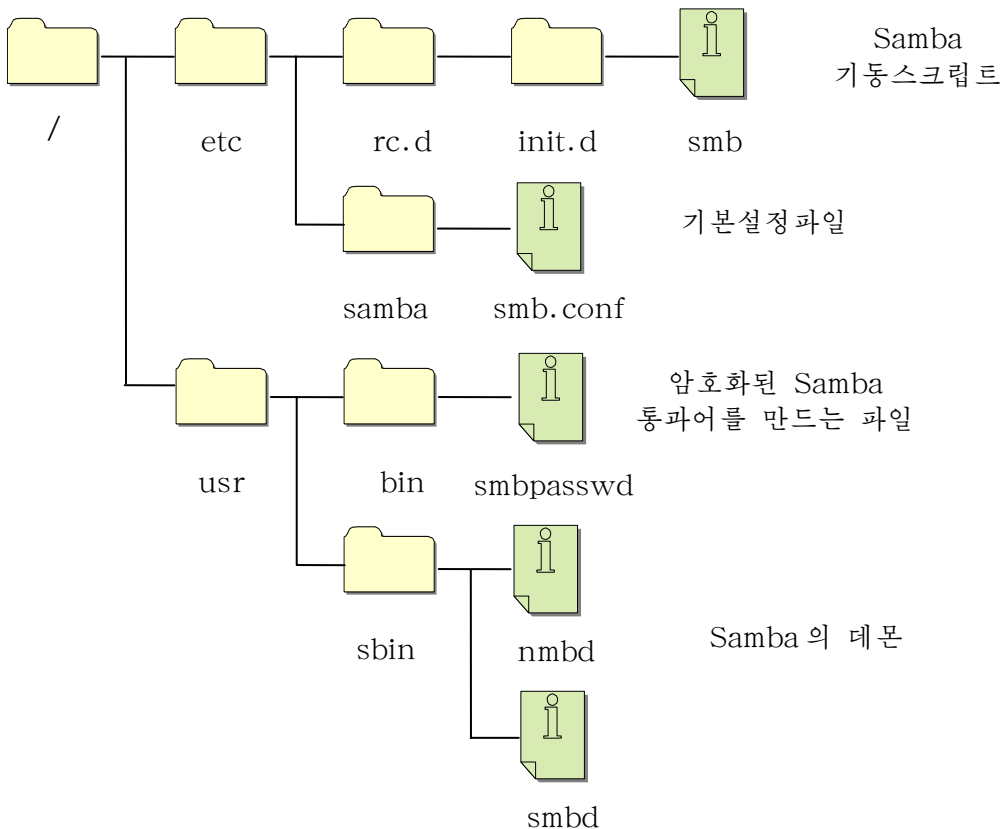 Samba
기동스크립트
/
etc
rc.d
init.d
smb
기본설정파일
samba
smb.conf
암호화된 Samba
통과어를 만드는 파일
usr
bin
smbpasswd
sbin
nmbd
Samba의 데몬
smbd